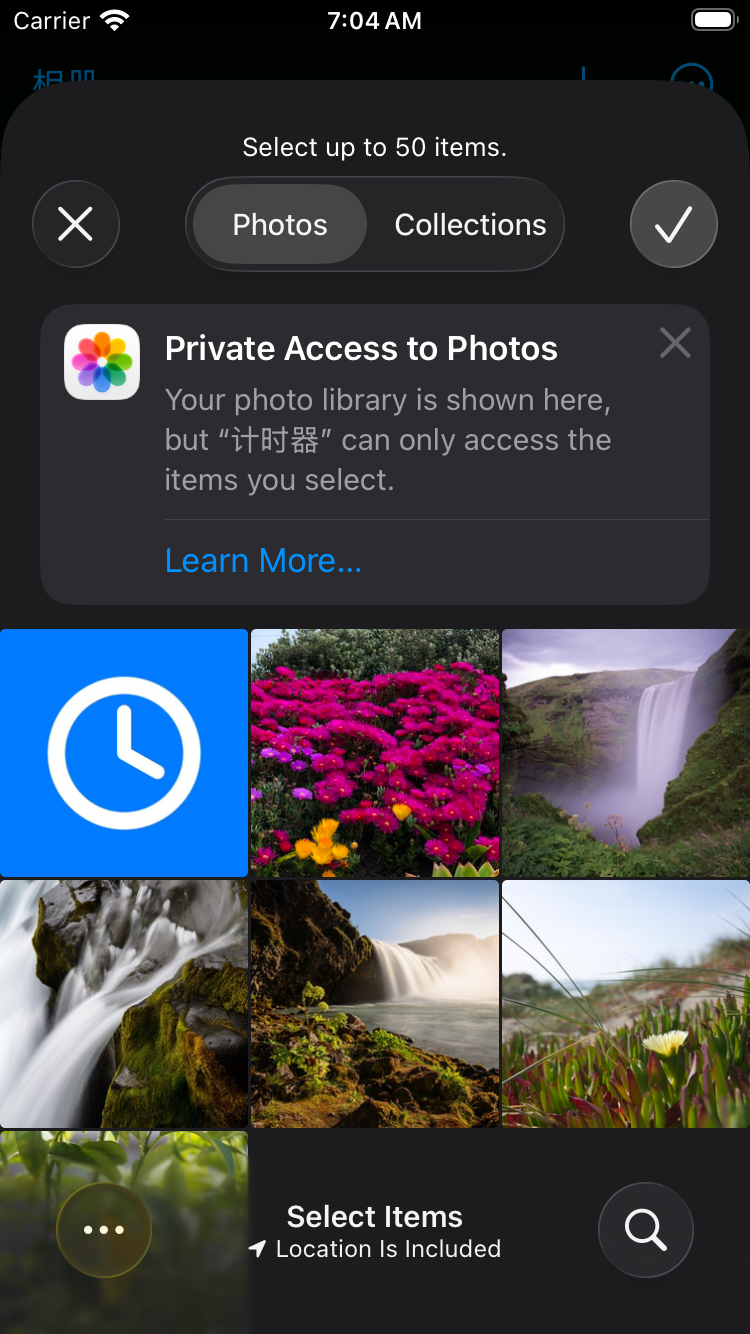 Carrier
7:04 AM
相册
Select up to 50 items.
Photos
Collections
Private Access to Photos
Your photo library is shown here,
but “计时器” can only access the
items you select.
Learn More...
Select Items
Location Is Included